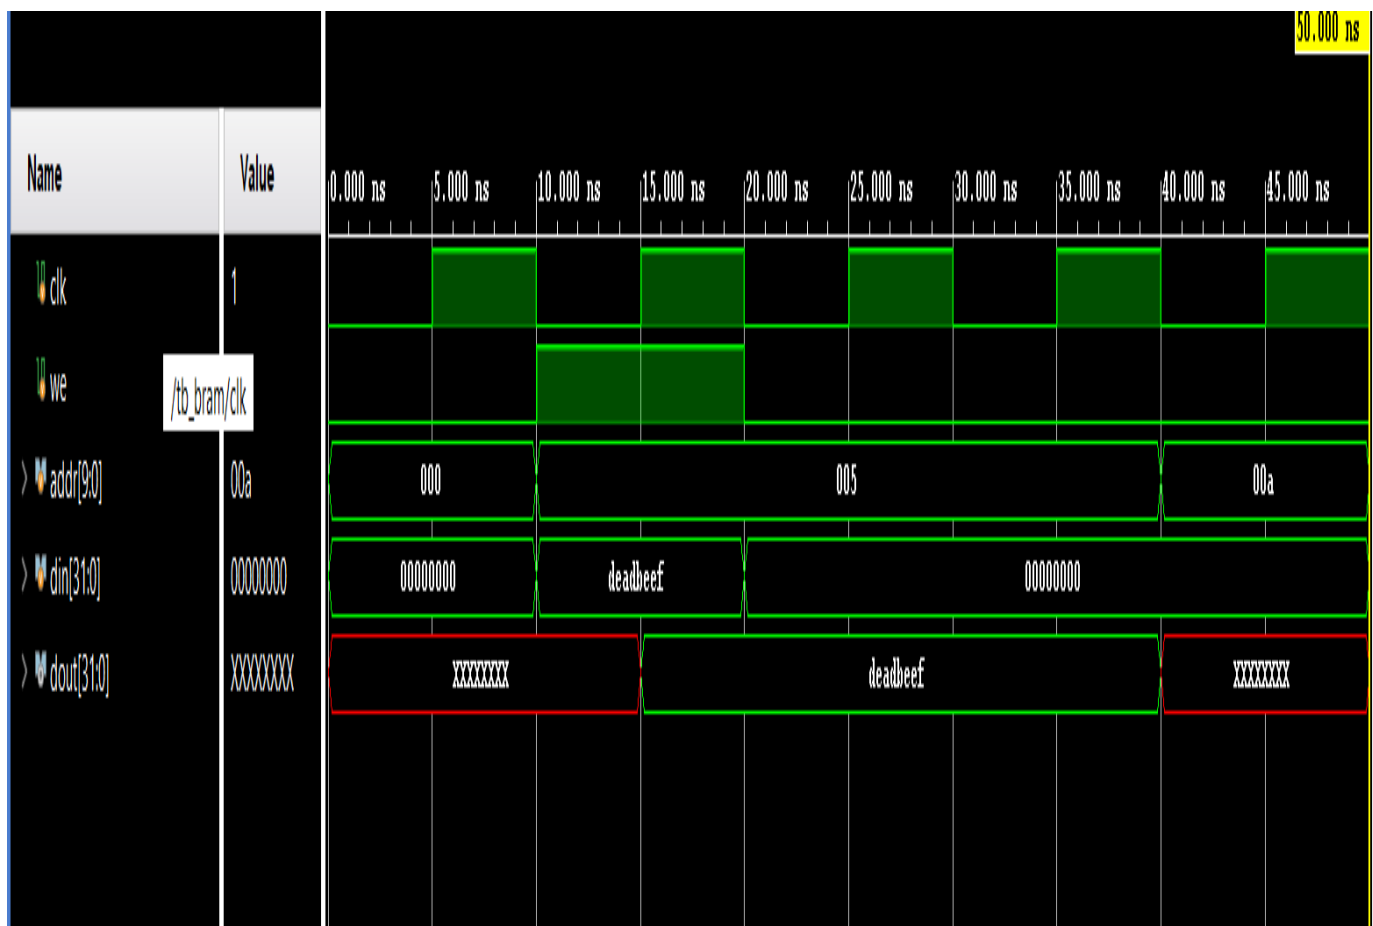 50.000 ns
Name Value 0.000 ns 5.000 ns 10.000 ns 15.000 ns 20.000 ns 25.000 ns 30.000 ns 35.000 ns 40.000 ns 45.000 ns
clk 1
we
/tb_bram/clk
addr[9:0] 00a 000 005 00a
din[31:0] 00000000 00000000 deadbeef 00000000
dout[31:0] XXXXXXXX XXXXXXXX deadbeef XXXXXXXX